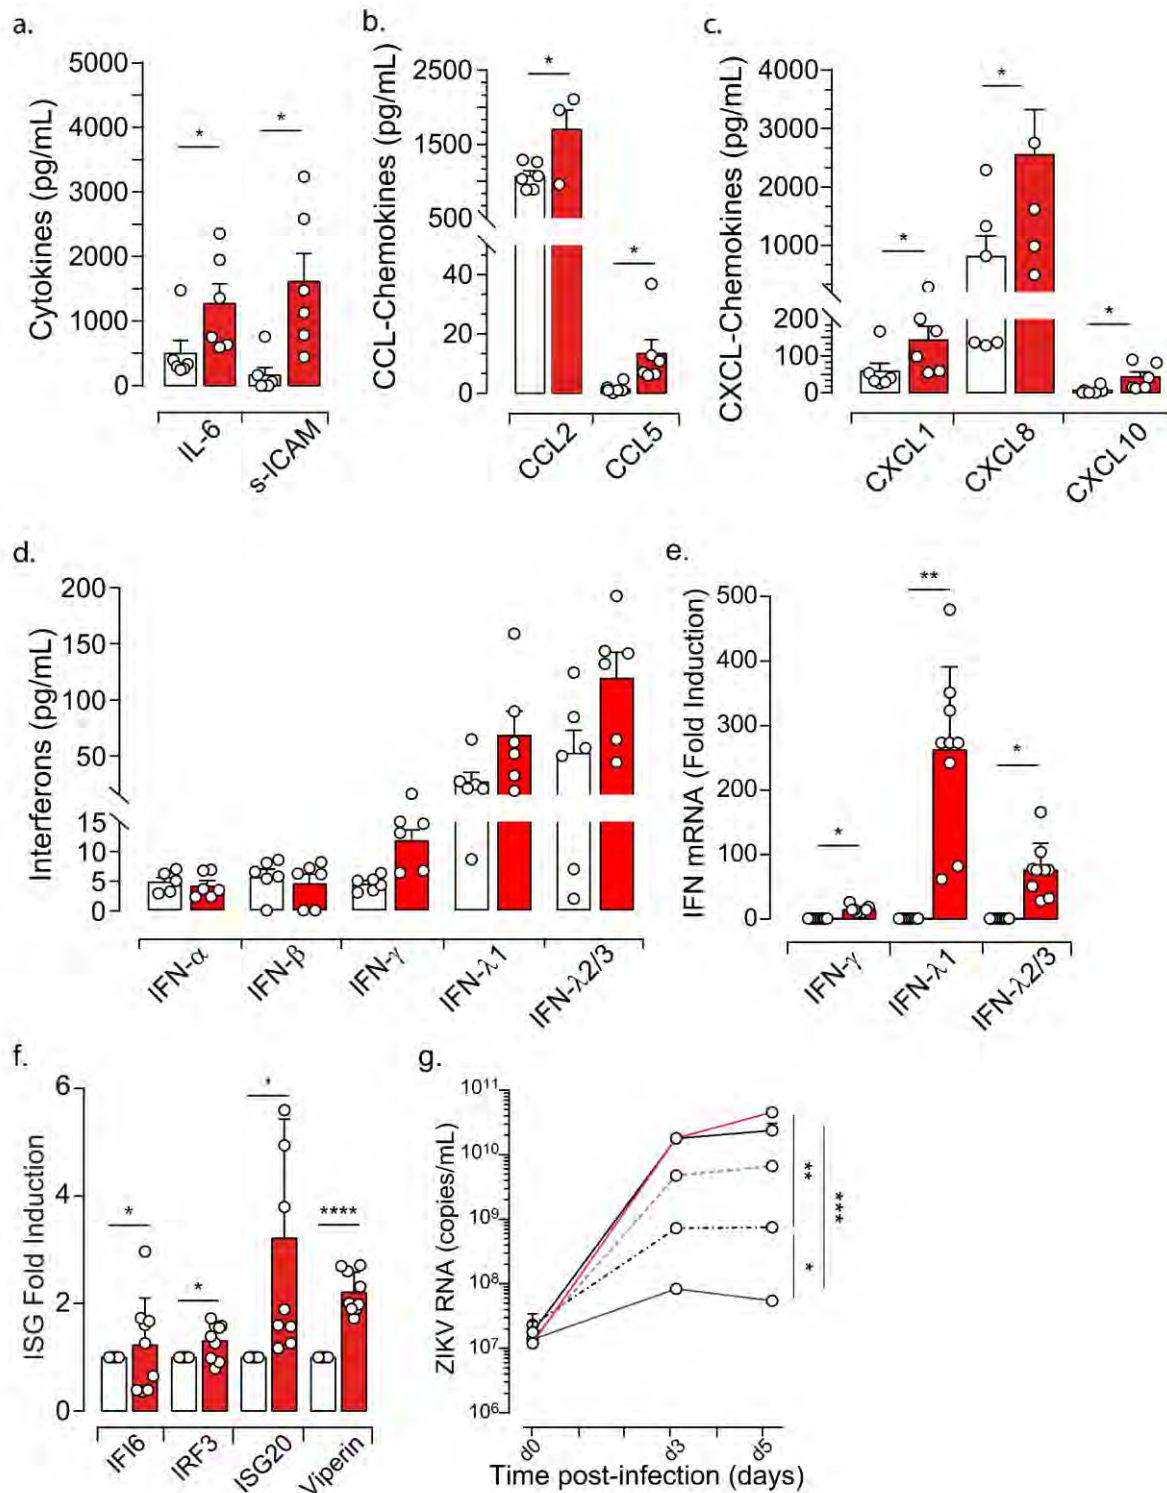 a.
Cytokines (pg/mL)
5000
4000
3000
2000
1000
0
*
*
IL-6
s-ICAM
b.
CCL-Chemokines (pg/mL)
2500
1500
500
40
20
0
*
*
CCL2
CCL5
c.
CXCL-Chemokines (pg/mL)
4000
3000
2000
1000
200
100
0
*
*
*
CXCL1
CXCL8
CXCL10
d.
Interferons (pg/mL)
200
150
100
50
15
10
5
0
IFN-α
IFN-β
IFN-γ
IFN-λ1
IFN-λ2/3
e.
IFN mRNA (Fold Induction)
500
400
300
200
100
0
*
**
*
IFN-γ
IFN-λ1
IFN-λ2/3
f.
ISG Fold Induction
6
4
2
0
*
*
*
****
IFI6
IRF3
ISG20
Viperin
g.
ZIKV RNA (copies/mL)
10¹¹
10¹⁰
10⁹
10⁸
10⁷
10⁶
**
*
***
d0
d3
d5
Time post-infection (days)